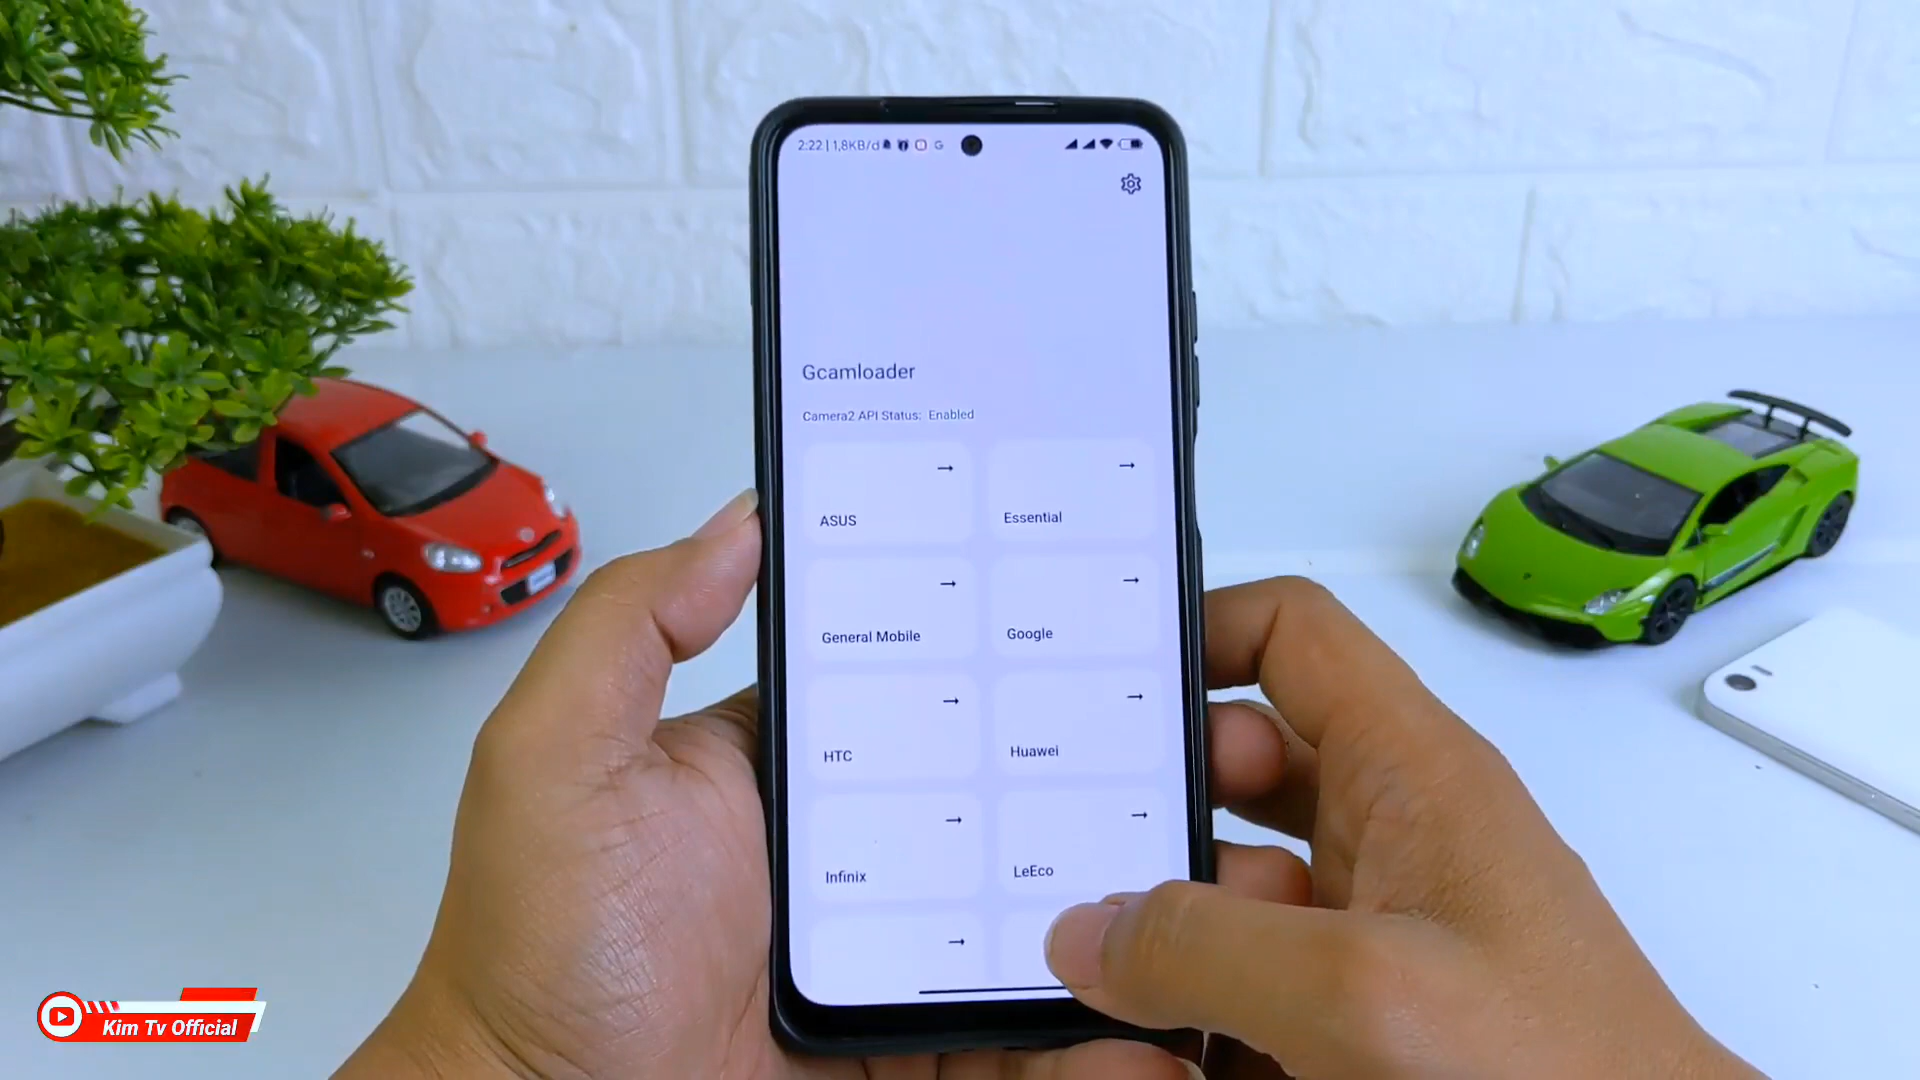 2:22 | 1,8KB/d
Gcamloader
Camera2 API Status: Enabled
ASUS
Essential
General Mobile
Google
HTC
Huawei
Infinix
LeEco
Kim Tv Official